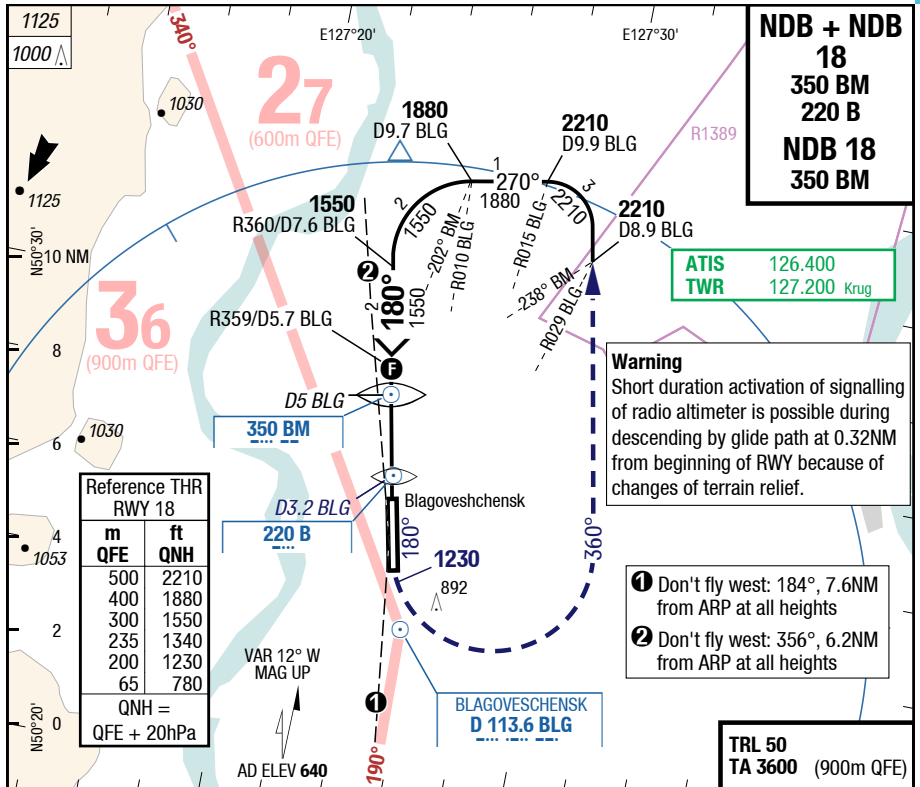 1125
1000
340°
E127°20'
E127°30'
NDB + NDB
18
350 BM
220 B
NDB 18
350 BM
27
(600m QFE)
1030
1880
D9.7 BLG
2210
D9.9 BLG
R1389
1125
1
270°
1880
3
2210
2
1550
1550
R360/D7.6 BLG
202° BM
R010 BLG
R015 BLG
2210
D8.9 BLG
238° BM
R029 BLG
N50°30'
10 NM
2
2
180°
1550
ATIS 126.400
TWR 127.200 Krug
36
(900m QFE)
R359/D5.7 BLG
F
8
Warning
Short duration activation of signalling
of radio altimeter is possible during
descending by glide path at 0.32NM
from beginning of RWY because of
changes of terrain relief.
D5 BLG
350 BM
1030
6
D3.2 BLG
220 B
Blagoveshchensk
180°
360°
Reference THR
RWY 18
m ft
QFE QNH
500 2210
400 1880
300 1550
235 1340
200 1230
65 780
QNH =
QFE + 20hPa
4
1053
1230
892
2
1 Don't fly west: 184°, 7.6NM
from ARP at all heights
2 Don't fly west: 356°, 6.2NM
from ARP at all heights
VAR 12° W
MAG UP
1
BLAGOVESCHENSK
D 113.6 BLG
N50°20'
0
AD ELEV 640
190°
TRL 50
TA 3600 (900m QFE)